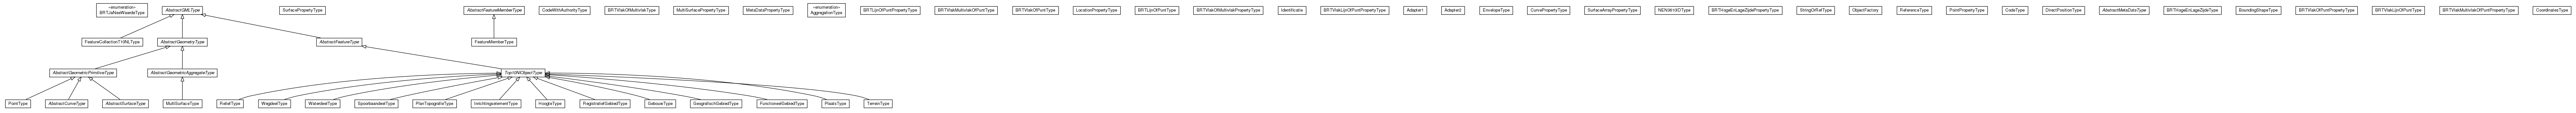 «enumeration»
BRTJaNeeWaardeType
AbstractGMLType
SurfacePropertyType
AbstractFeatureMemberType
CodeWithAuthorityType
BRTVlakOfMultivlakType
MultiSurfacePropertyType
MetaDataPropertyType
«enumeration»
AggregationType
BRTLijnOfPuntPropertyType
BRTVlakMultivlakOfPuntType
BRTVlakOfPuntType
LocationPropertyType
BRTLijnOfPuntType
BRTVlakOfMultivlakPropertyType
Identificatie
BRTVlakLijnOfPuntPropertyType
Adapter1
Adapter2
EnvelopeType
CurvePropertyType
SurfaceArrayPropertyType
NEN3610IDType
BRTHogeEnLageZijdePropertyType
StringOrRefType
ObjectFactory
ReferenceType
PointPropertyType
CodeType
DirectPositionType
AbstractMetaDataType
BRTHogeEnLageZijdeType
BoundingShapeType
BRTVlakOfPuntPropertyType
BRTVlakLijnOfPuntType
BRTVlakMultivlakOfPuntPropertyType
CoordinatesType
FeatureCollectionT10NLType
AbstractGeometryType
AbstractFeatureType
FeatureMemberType
AbstractGeometricPrimitiveType
AbstractGeometricAggregateType
Top10NlObjectType
PointType
AbstractCurveType
AbstractSurfaceType
MultiSurfaceType
ReliefType
WegdeelType
WaterdeelType
SpoorbaandeelType
PlanTopografieType
InrichtingselementType
HoogteType
RegistratiefGebiedType
GebouwType
GeografischGebiedType
FunctioneelGebiedType
PlaatsType
TerreinType